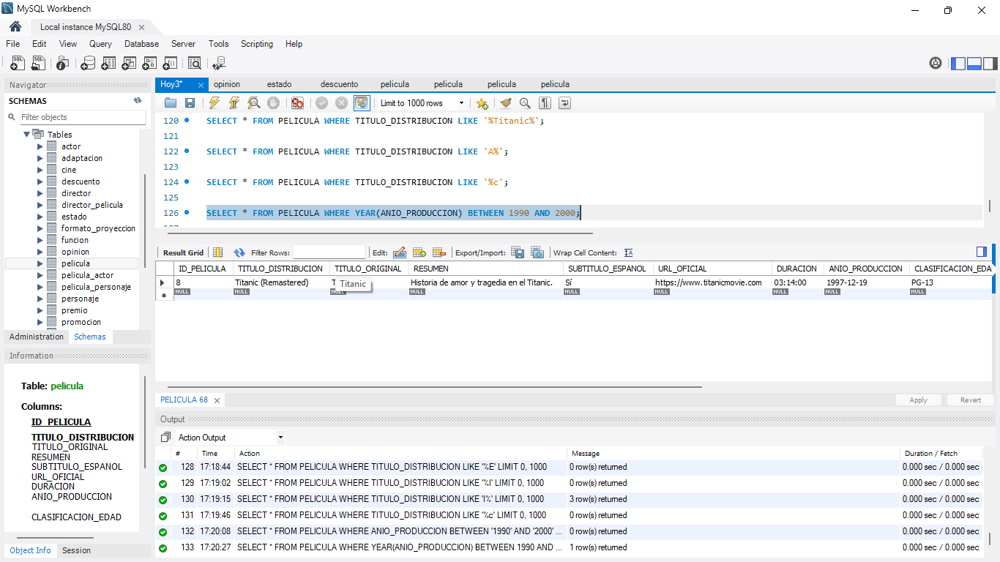 MySQL Workbench
Local instance MySQL80
File Edit View Query Database Server Tools Scripting Help
Navigator
SCHEMAS
Filter objects
Tables
actor
adaptacion
cine
descuento
director
director_pelicula
estado
formato_proyeccion
funcion
opinion
pelicula
pelicula_actor
pelicula_personaje
personaje
premio
promocion
Administration Schemas
Information
Table: pelicula
Columns:
ID_PELICULA
TITULO_DISTRIBUCION
TITULO_ORIGINAL
RESUMEN
SUBTITULO_ESPANOL
URL_OFICIAL
DURACION
ANIO_PRODUCCION
CLASIFICACION_EDAD
Object Info Session
Hoy3* opinion estado descuento pelicula pelicula pelicula pelicula
Limit to 1000 rows
120 SELECT * FROM PELICULA WHERE TITULO_DISTRIBUCION LIKE '%Titanic%';
121
122 SELECT * FROM PELICULA WHERE TITULO_DISTRIBUCION LIKE 'A%';
123
124 SELECT * FROM PELICULA WHERE TITULO_DISTRIBUCION LIKE '%c';
125
126 SELECT * FROM PELICULA WHERE YEAR(ANIO_PRODUCCION) BETWEEN 1990 AND 2000;
Result Grid Filter Rows: Edit: Export/Import: Wrap Cell Content:
ID_PELICULA TITULO_DISTRIBUCION TITULO_ORIGINAL RESUMEN SUBTITULO_ESPANOL URL_OFICIAL DURACION ANIO_PRODUCCION CLASIFICACION_EDA
8 Titanic (Remastered) T Historia de amor y tragedia en el Titanic. Sí https://www.titanicmovie.com 03:14:00 1997-12-19 PG-13
Titanic
NULL NULL NULL NULL NULL NULL NULL NULL NULL
PELICULA 68 Apply Revert
Output
Action Output
# Time Action Message Duration / Fetch
128 17:18:44 SELECT * FROM PELICULA WHERE TITULO_DISTRIBUCION LIKE '%E' LIMIT 0, 1000 0 row(s) returned 0.000 sec / 0.000 sec
129 17:19:02 SELECT * FROM PELICULA WHERE TITULO_DISTRIBUCION LIKE '%I' LIMIT 0, 1000 0 row(s) returned 0.000 sec / 0.000 sec
130 17:19:15 SELECT * FROM PELICULA WHERE TITULO_DISTRIBUCION LIKE 'I%' LIMIT 0, 1000 3 row(s) returned 0.000 sec / 0.000 sec
131 17:19:46 SELECT * FROM PELICULA WHERE TITULO_DISTRIBUCION LIKE '%c' LIMIT 0, 1000 0 row(s) returned 0.000 sec / 0.000 sec
132 17:20:08 SELECT * FROM PELICULA WHERE ANIO_PRODUCCION BETWEEN '1990' AND '2000' ... 0 row(s) returned 0.000 sec / 0.000 sec
133 17:20:27 SELECT * FROM PELICULA WHERE YEAR(ANIO_PRODUCCION) BETWEEN 1990 AND ... 1 row(s) returned 0.000 sec / 0.000 sec